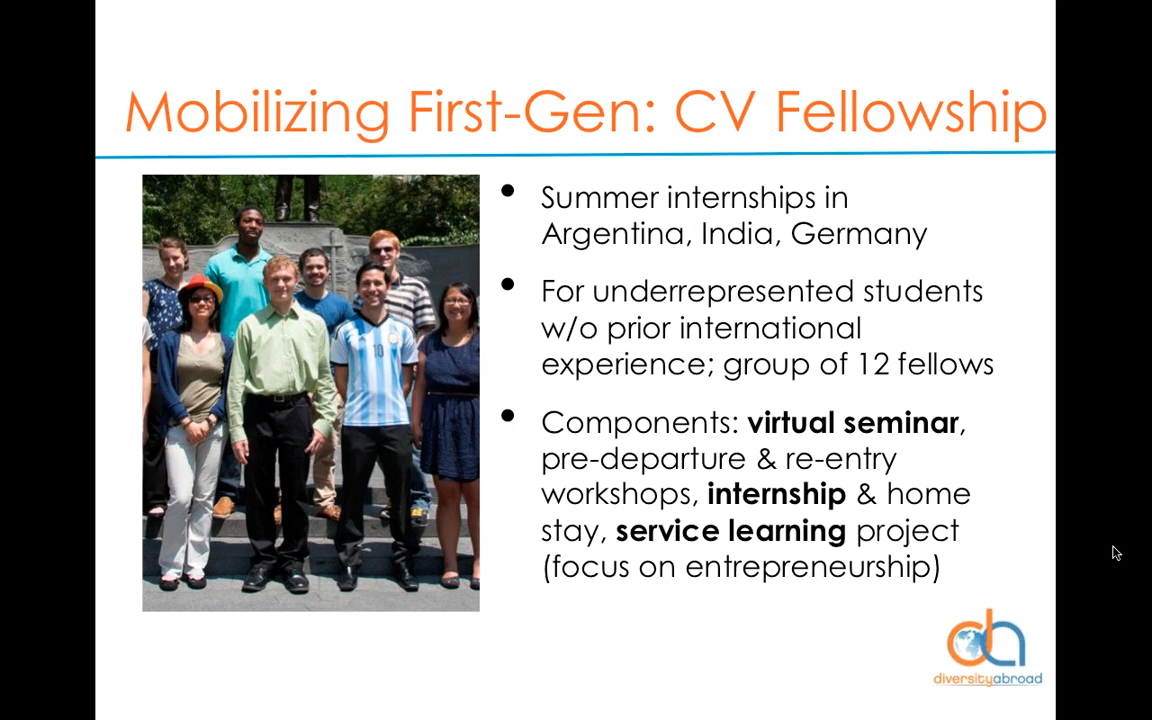 Mobilizing First-Gen: CV Fellowship
Summer internships in
Argentina, India, Germany
For underrepresented students
w/o prior international
experience; group of 12 fellows
Components: virtual seminar,
pre-departure & re-entry
workshops, internship & home
stay, service learning project
(focus on entrepreneurship)
10
da
diversityabroad